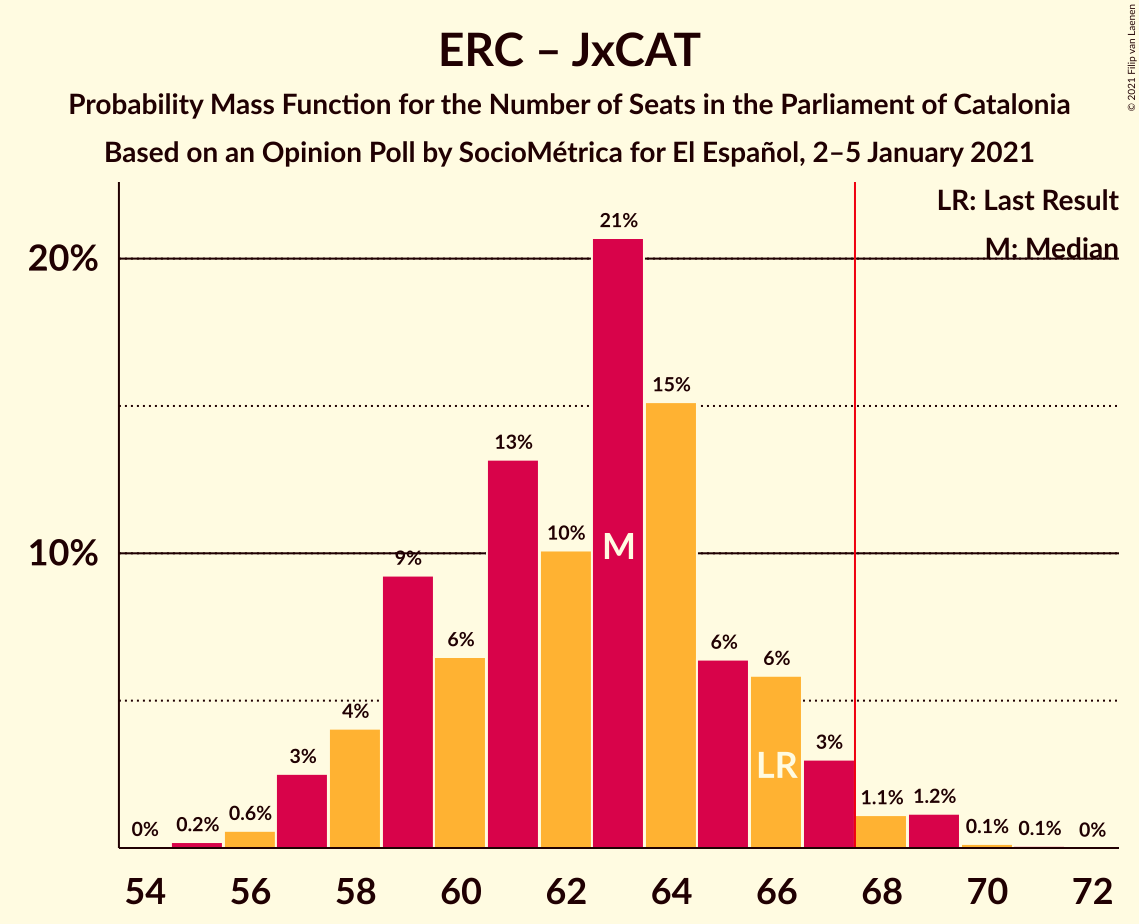 ERC – JxCAT
Probability Mass Function for the Number of Seats in the Parliament of Catalonia
Based on an Opinion Poll by SocioMétrica for El Español, 2–5 January 2021
© 2021 Filip van Laenen
LR: Last Result
M: Median
20%
10%
0%
0.2%
0.6%
3%
4%
9%
6%
13%
10%
21%
15%
6%
6%
3%
1.1%
1.2%
0.1%
0.1%
0%
M
LR
54 56 58 60 62 64 66 68 70 72